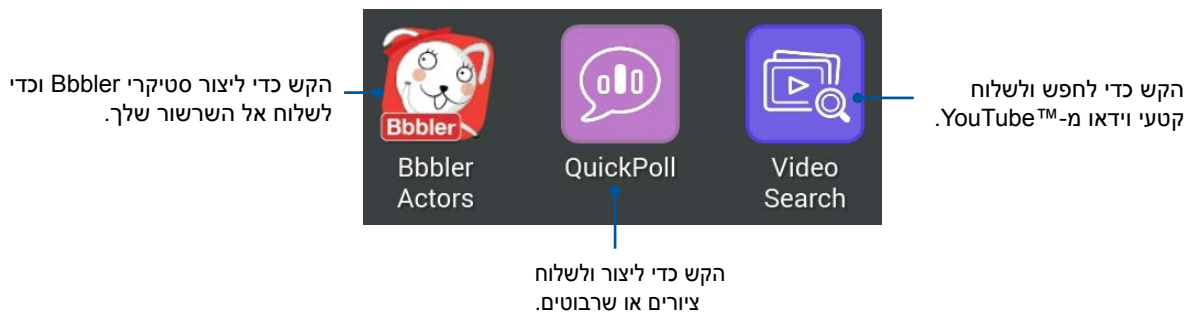 הקש כדי ליצור סטיקרי Bbbler וכדי
לשלוח אל השרשור שלך.
Bbbler
Bbbler
Actors
QuickPoll
Video
Search
הקש כדי לחפש ולשלוח
קטעי וידאו מ-YouTube™.
הקש כדי ליצור ולשלוח
ציורים או שרבוטים.